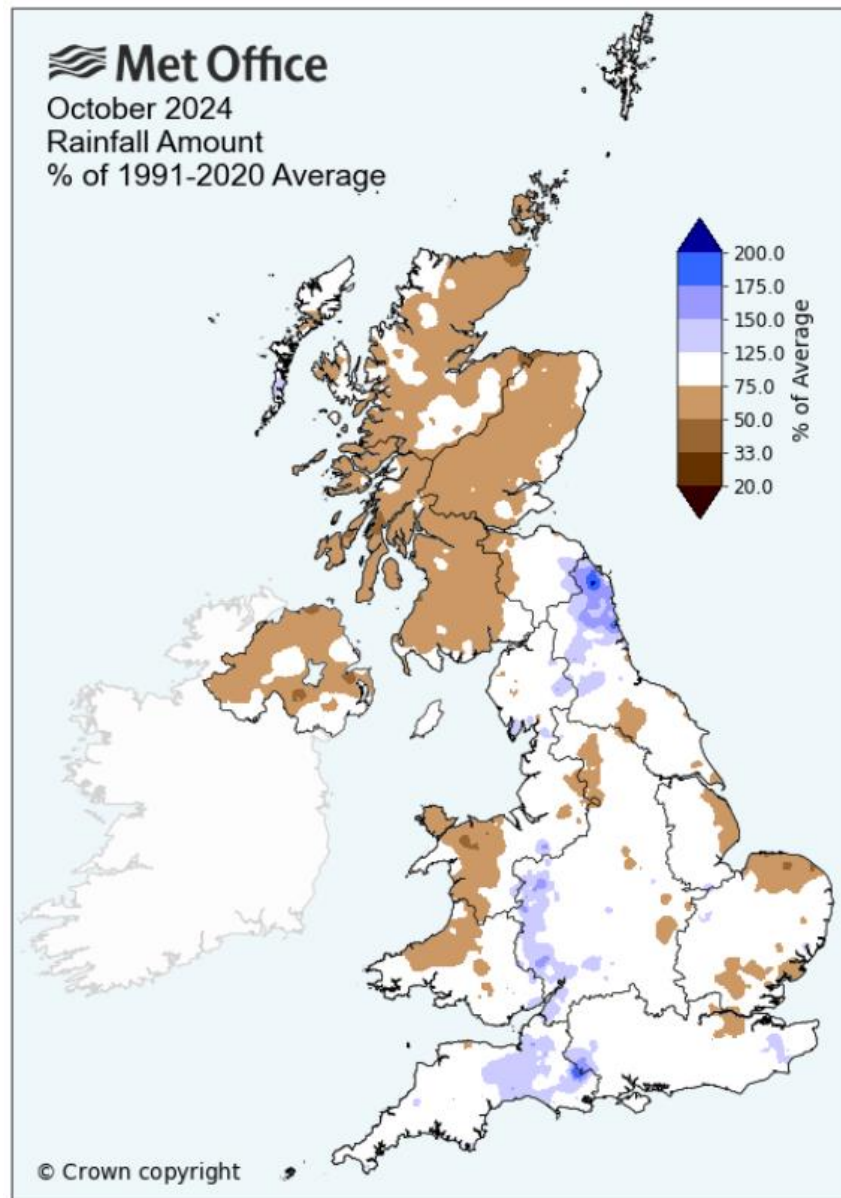 Met Office
October 2024
Rainfall Amount
% of 1991-2020 Average
200.0
175.0
150.0
125.0
75.0
50.0
33.0
20.0
% of Average
© Crown copyright